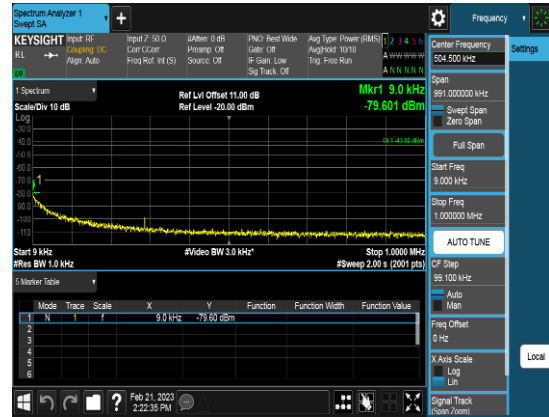 Spectrum Analyzer 1
Swept SA
+
Frequency
KEYSIGHT
RL
Input: RF
Coupling: DC
Align: Auto
Input Z: 50 Ω
Corr CCorr
Freq Ref: Int (S)
#Atten: 0 dB
Preamp: Off
Source: Off
PNO: Best Wide
Gate: Off
IF Gain: Low
Sig Track: Off
Avg Type: Power (RMS)
Avg|Hold: 10/10
Trig: Free Run
1 2 3 4 5 6
A W W W W W
A N N N N N
1 Spectrum
Scale/Div 10 dB
Ref Lvl Offset 11.00 dB
Ref Level -20.00 dBm
Mkr1 9.0 kHz
-79.601 dBm
Log
-30.0
-40.0
-50.0
-60.0
-70.0
-80.0
-90.0
-100
-110
1
Start 9 kHz
#Res BW 1.0 kHz
#Video BW 3.0 kHz*
Stop 1.0000 MHz
#Sweep 2.00 s (2001 pts)
5 Marker Table
Mode Trace Scale X Y Function Function Width Function Value
1 N 1 f 9.0 kHz -79.60 dBm
2
3
4
5
6
Center Frequency
504.500 kHz
Span
991.000000 kHz
Swept Span
Zero Span
Full Span
Start Freq
9.000 kHz
Stop Freq
1.000000 MHz
AUTO TUNE
CF Step
99.100 kHz
Auto
Man
Freq Offset
0 Hz
X Axis Scale
Log
Lin
Signal Track
(Span Zoom)
Settings
Local
?
Feb 21, 2023
2:22:35 PM